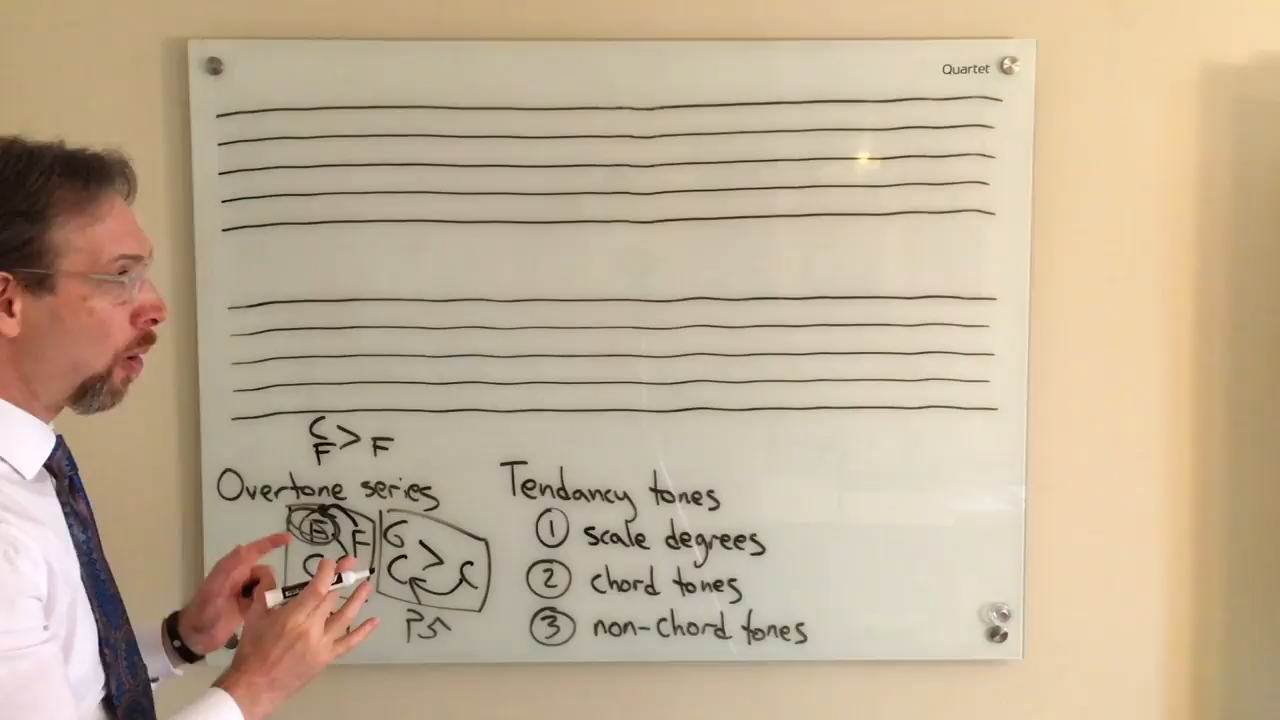 Quartet
C > F
F
Overtone series
F G
C > C
P5
Tendancy tones
① scale degrees
② chord tones
③ non-chord tones